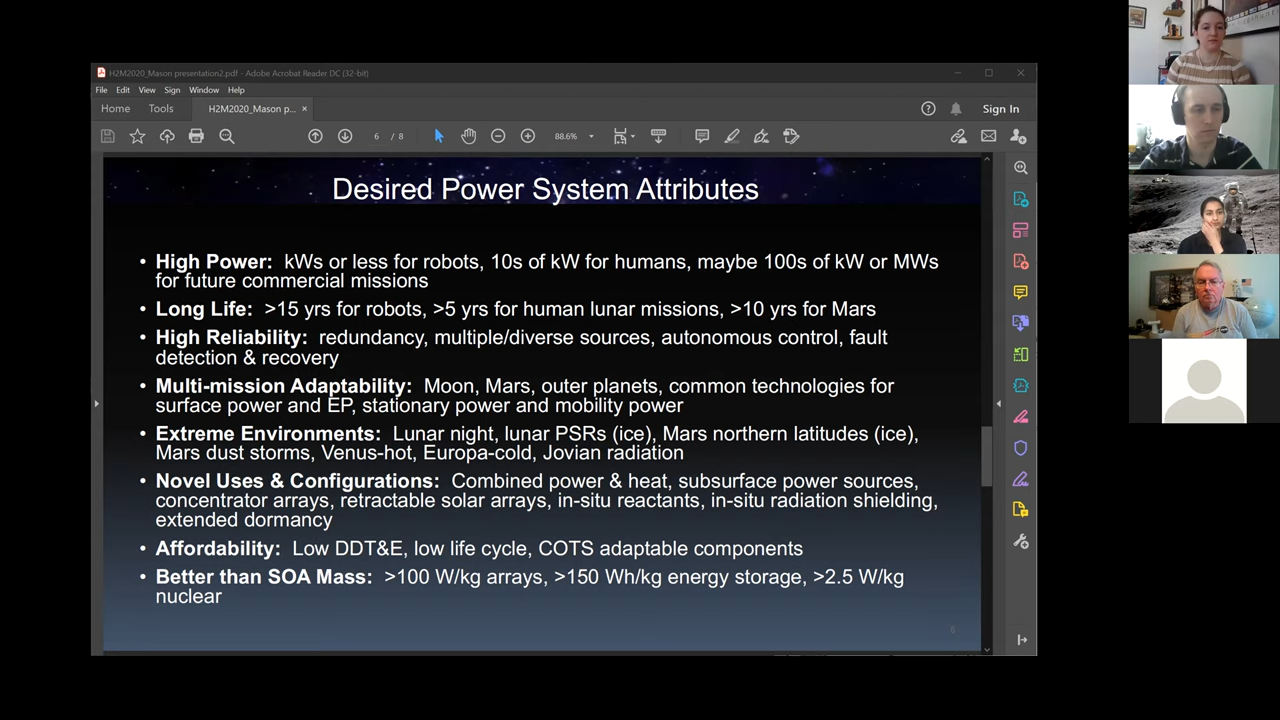 H2M2020_Mason presentation2.pdf - Adobe Acrobat Reader DC (32-bit)
File Edit View Sign Window Help
Home Tools H2M2020_Mason p... × Sign In
6 / 8 88.6%
Desired Power System Attributes
• High Power: kWs or less for robots, 10s of kW for humans, maybe 100s of kW or MWs
for future commercial missions
• Long Life: >15 yrs for robots, >5 yrs for human lunar missions, >10 yrs for Mars
• High Reliability: redundancy, multiple/diverse sources, autonomous control, fault
detection & recovery
• Multi-mission Adaptability: Moon, Mars, outer planets, common technologies for
surface power and EP, stationary power and mobility power
• Extreme Environments: Lunar night, lunar PSRs (ice), Mars northern latitudes (ice),
Mars dust storms, Venus-hot, Europa-cold, Jovian radiation
• Novel Uses & Configurations: Combined power & heat, subsurface power sources,
concentrator arrays, retractable solar arrays, in-situ reactants, in-situ radiation shielding,
extended dormancy
• Affordability: Low DDT&E, low life cycle, COTS adaptable components
• Better than SOA Mass: >100 W/kg arrays, >150 Wh/kg energy storage, >2.5 W/kg
nuclear
6